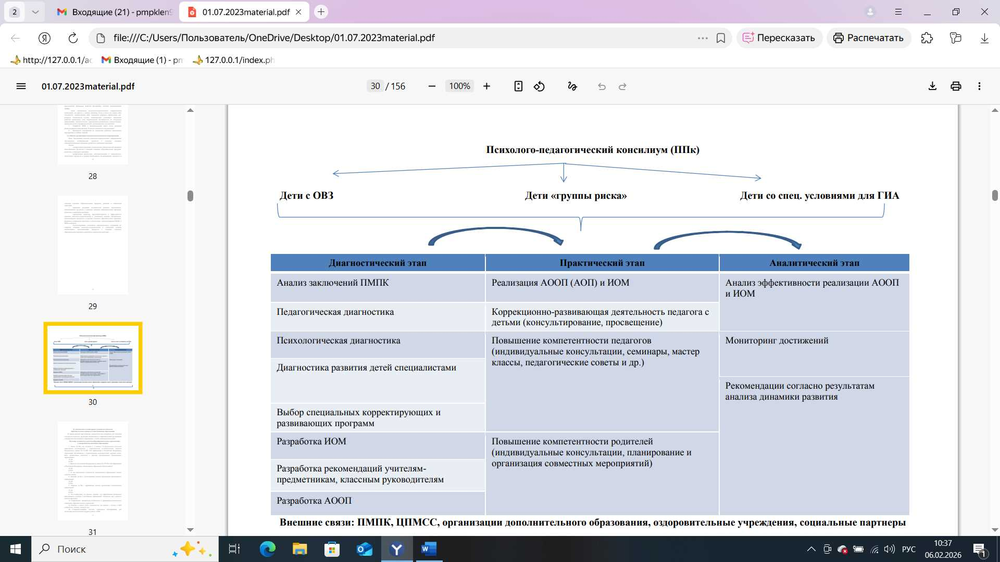 2
Входящие (21) - pmpklen9
01.07.2023material.pdf
file:///C:/Users/Пользователь/OneDrive/Desktop/01.07.2023material.pdf
Пересказать
Распечатать
http://127.0.0.1/ac
Входящие (1) - pm
127.0.0.1/index.ph
01.07.2023material.pdf
30 / 156
100%
28
29
30
31
Психолого-педагогический консилиум (ППк)
Дети с ОВЗ
Дети «группы риска»
Дети со спец. условиями для ГИА
Диагностический этап
Практический этап
Аналитический этап
Анализ заключений ПМПК
Реализация АООП (АОП) и ИОМ
Анализ эффективности реализации АООП
и ИОМ
Педагогическая диагностика
Коррекционно-развивающая деятельность педагога с
детьми (консультирование, просвещение)
Психологическая диагностика
Повышение компетентности педагогов
(индивидуальные консультации, семинары, мастер
классы, педагогические советы и др.)
Мониторинг достижений
Диагностика развития детей специалистами
Рекомендации согласно результатам
анализа динамики развития
Выбор специальных корректирующих и
развивающих программ
Разработка ИОМ
Повышение компетентности родителей
(индивидуальные консультации, планирование и
организация совместных мероприятий)
Разработка рекомендаций учителям-
предметникам, классным руководителям
Разработка АООП
Внешние связи: ПМПК, ЦПМСС, организации дополнительного образования, оздоровительные учреждения, социальные партнеры
Поиск
РУС
10:37
06.02.2026
1